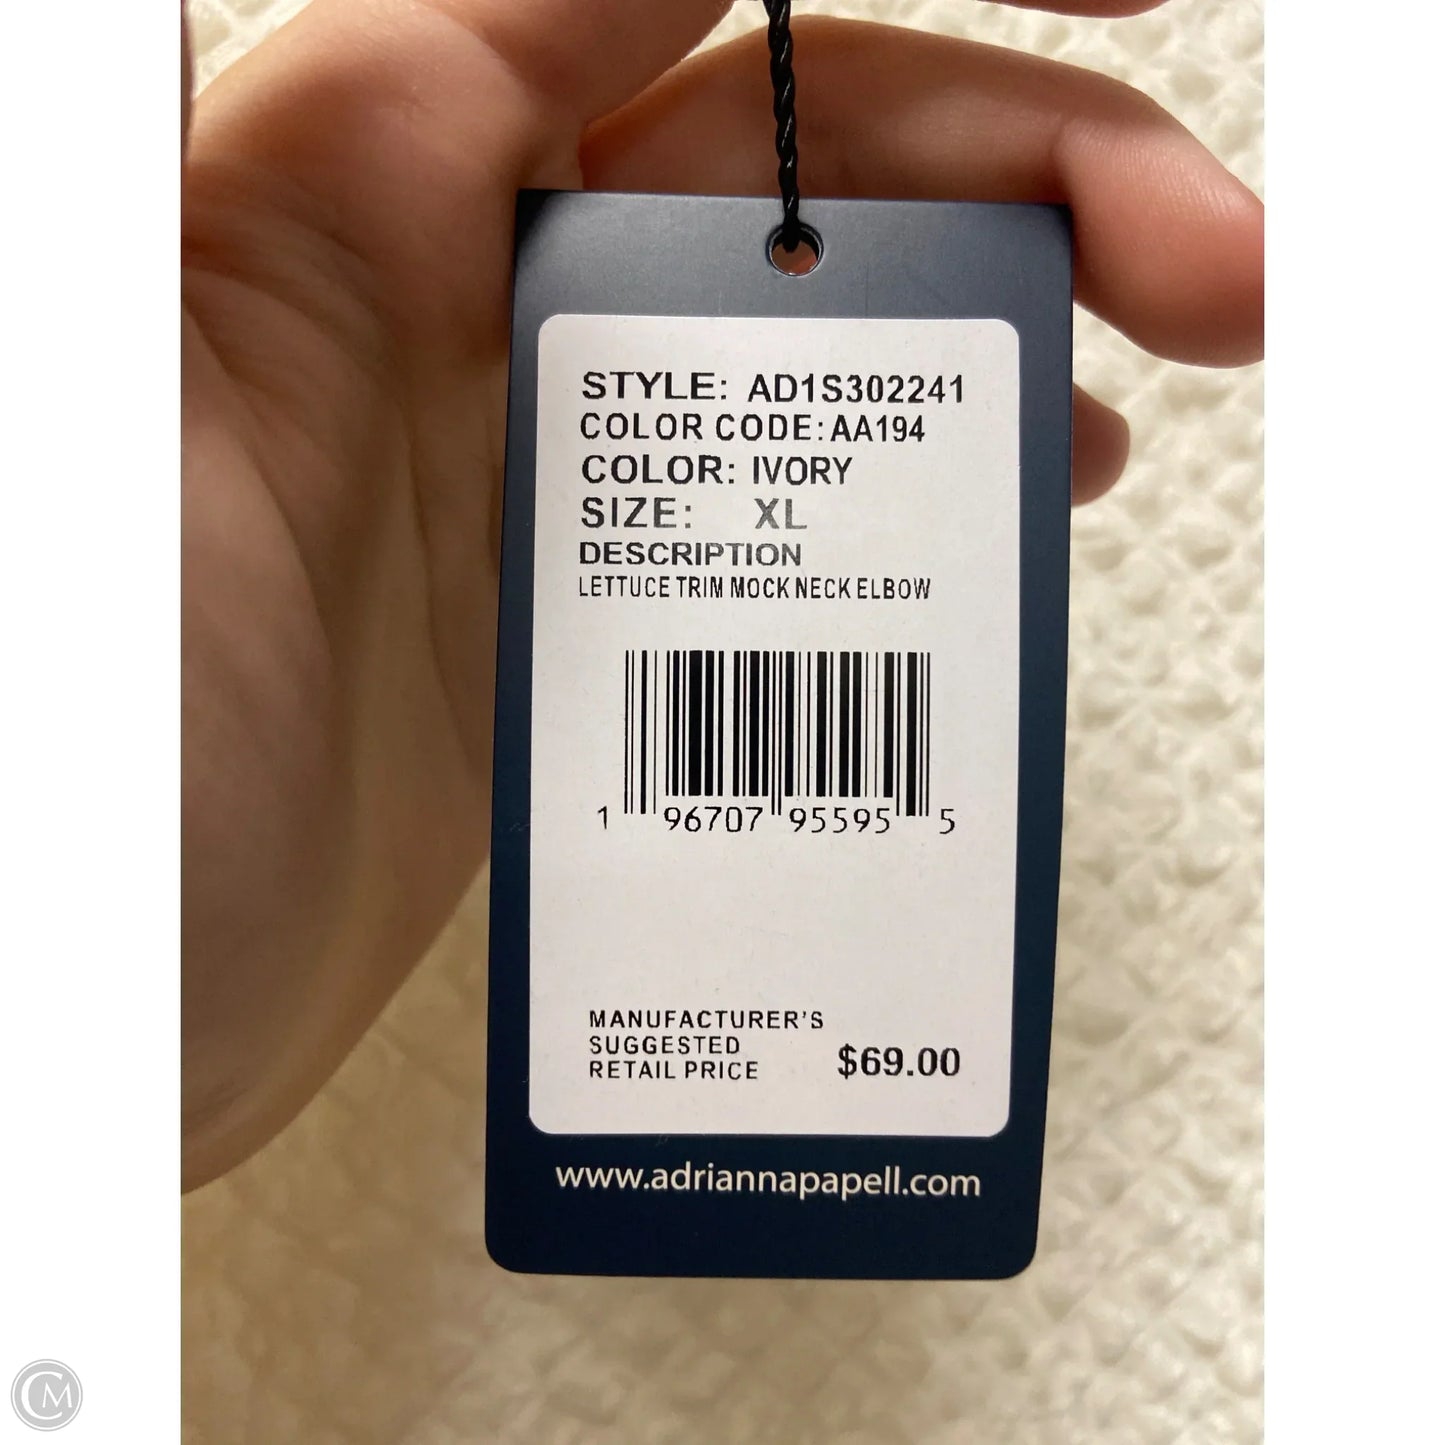 STYLE: AD1S302241
COLOR CODE: AA194
COLOR: IVORY
SIZE: XL
DESCRIPTION
LETTUCE TRIM MOCK NECK ELBOW
1 96707 95595 5
MANUFACTURER'S
SUGGESTED
RETAIL PRICE $69.00
www.adriannapapell.com
CM